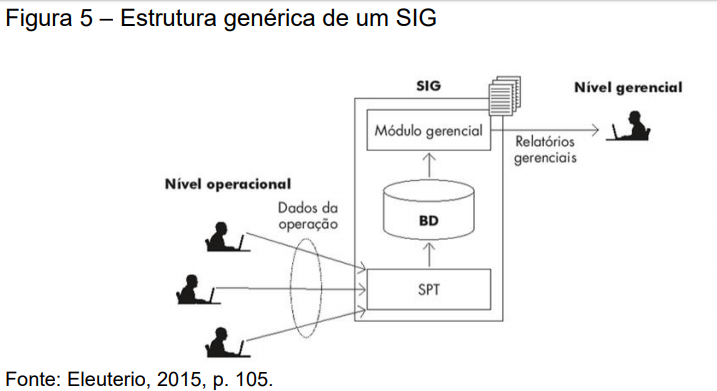 Figura 5 – Estrutura genérica de um SIG
SIG
Nível gerencial
Módulo gerencial
Relatórios
gerenciais
Nível operacional
Dados da
operação
BD
SPT
Fonte: Eleuterio, 2015, p. 105.